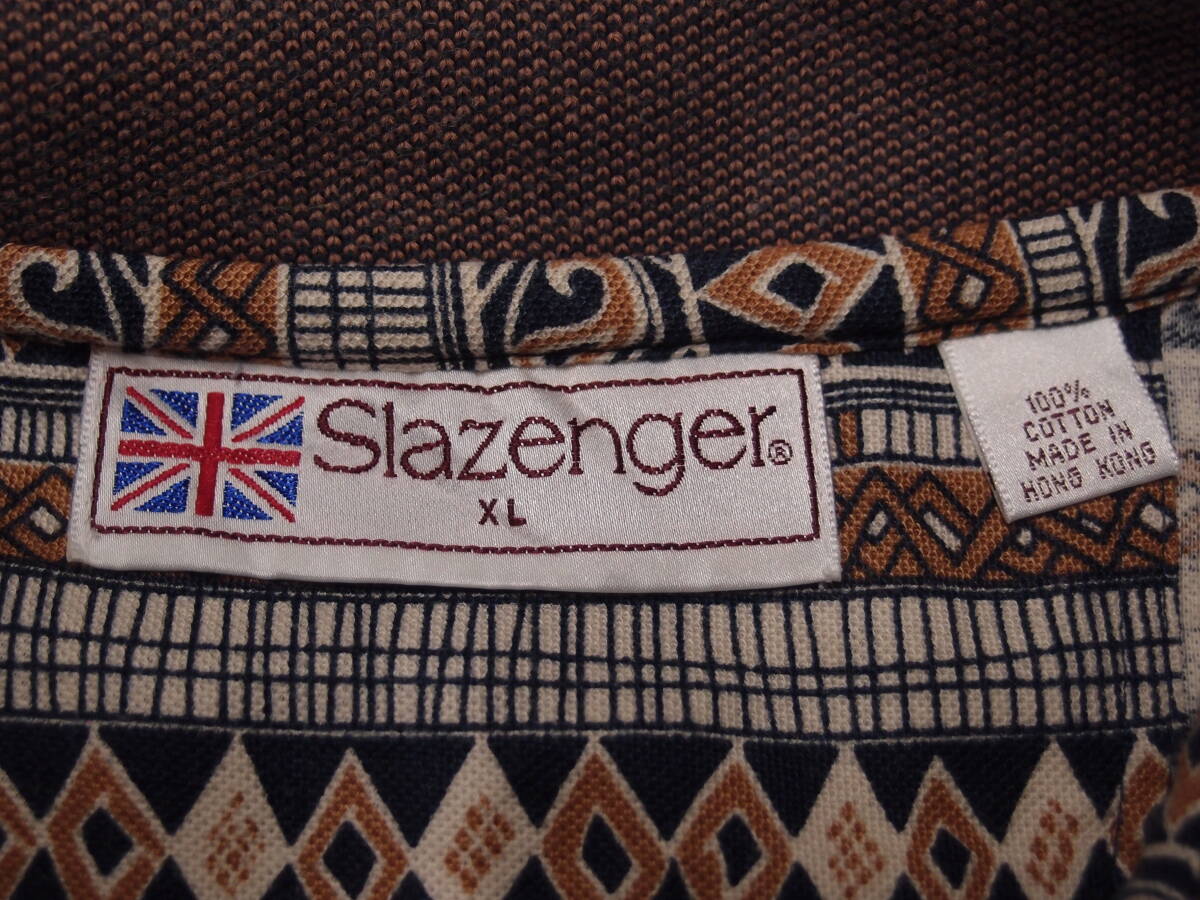 Slazenger®
XL
100%
COTTON
MADE IN
HONG KONG